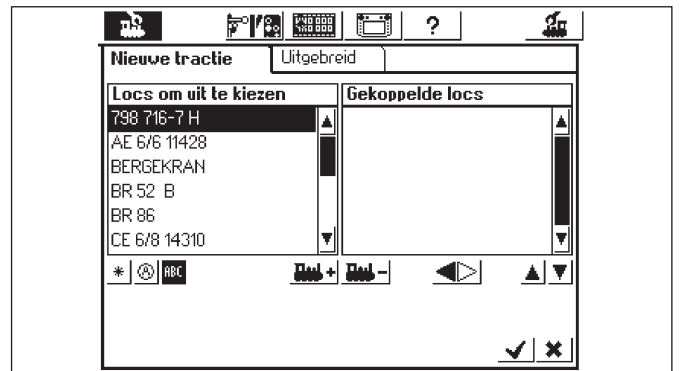 ?
Nieuwe tractie Uitgebreid
Locs om uit te kiezen Gekoppelde locs
798 716-7 H
AE 6/6 11428
BERGEKRAN
BR 52 B
BR 86
CE 6/8 14310
* A ABC + -